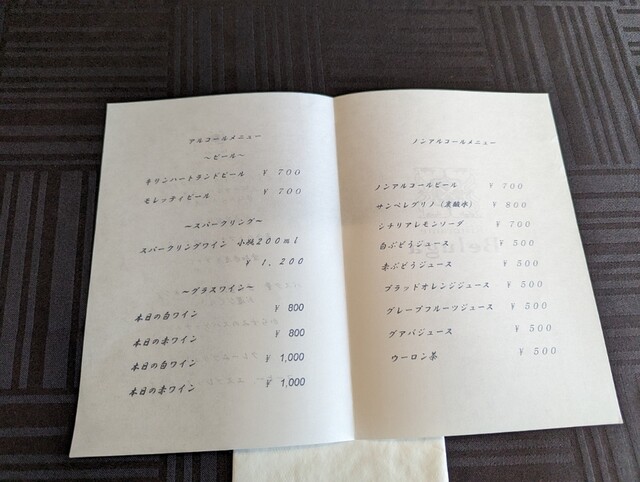 アルコールメニュー
～ビール～
キリンハートランドビール ￥ 700
モレッティビール ￥ 700
～スパークリング～
スパークリングワイン 小瓶200ml
￥ 1,200
～グラスワイン～
本日の白ワイン ￥ 800
本日の赤ワイン ￥ 800
本日の白ワイン ￥ 1,000
本日の赤ワイン ￥ 1,000
ノンアルコールメニュー
ノンアルコールビール ￥ 700
サンペレグリノ（炭酸水） ￥ 800
シチリアレモンソーダ ￥ 700
白ぶどうジュース ￥ 500
赤ぶどうジュース ￥ 500
ブラッドオレンジジュース ￥ 500
グレープフルーツジュース ￥ 500
グアバジュース ￥ 500
ウーロン茶 ￥ 500
Beluga